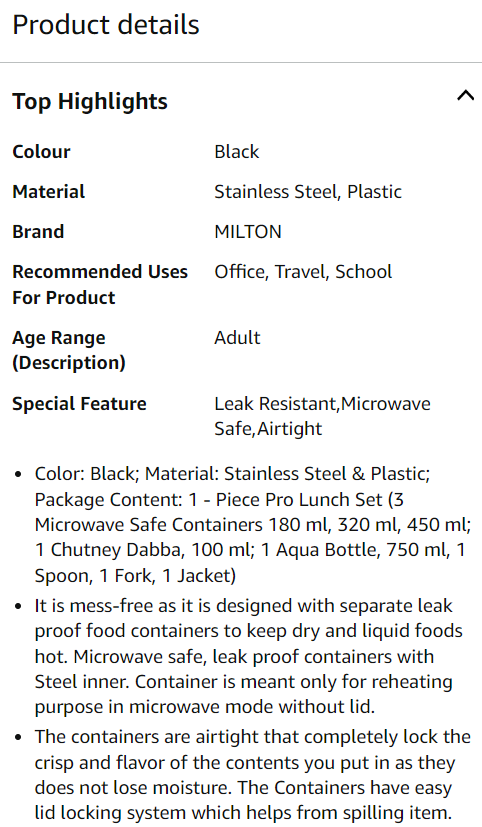 Product details
Top Highlights
Colour Black
Material Stainless Steel, Plastic
Brand MILTON
Recommended Uses For Product Office, Travel, School
Age Range (Description) Adult
Special Feature Leak Resistant,Microwave Safe,Airtight
• Color: Black; Material: Stainless Steel & Plastic;
Package Content: 1 - Piece Pro Lunch Set (3
Microwave Safe Containers 180 ml, 320 ml, 450 ml;
1 Chutney Dabba, 100 ml; 1 Aqua Bottle, 750 ml, 1
Spoon, 1 Fork, 1 Jacket)
• It is mess-free as it is designed with separate leak
proof food containers to keep dry and liquid foods
hot. Microwave safe, leak proof containers with
Steel inner. Container is meant only for reheating
purpose in microwave mode without lid.
• The containers are airtight that completely lock the
crisp and flavor of the contents you put in as they
does not lose moisture. The Containers have easy
lid locking system which helps from spilling item.